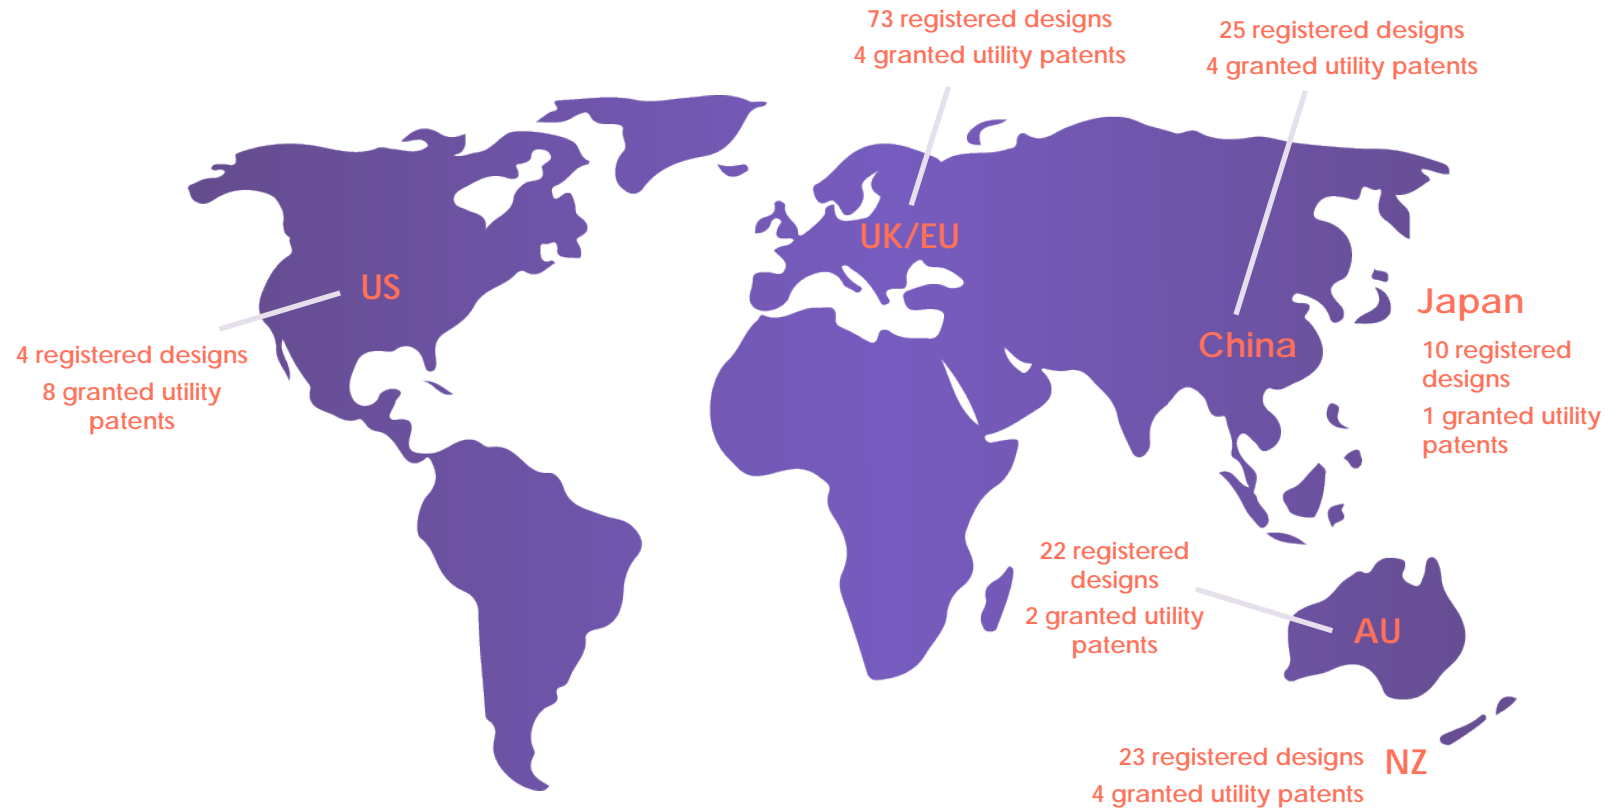 73 registered designs
4 granted utility patents
25 registered designs
4 granted utility patents
UK/EU
US
4 registered designs
8 granted utility
patents
China
Japan
10 registered
designs
1 granted utility
patents
22 registered
designs
2 granted utility
patents
AU
23 registered designs
4 granted utility patents
NZ